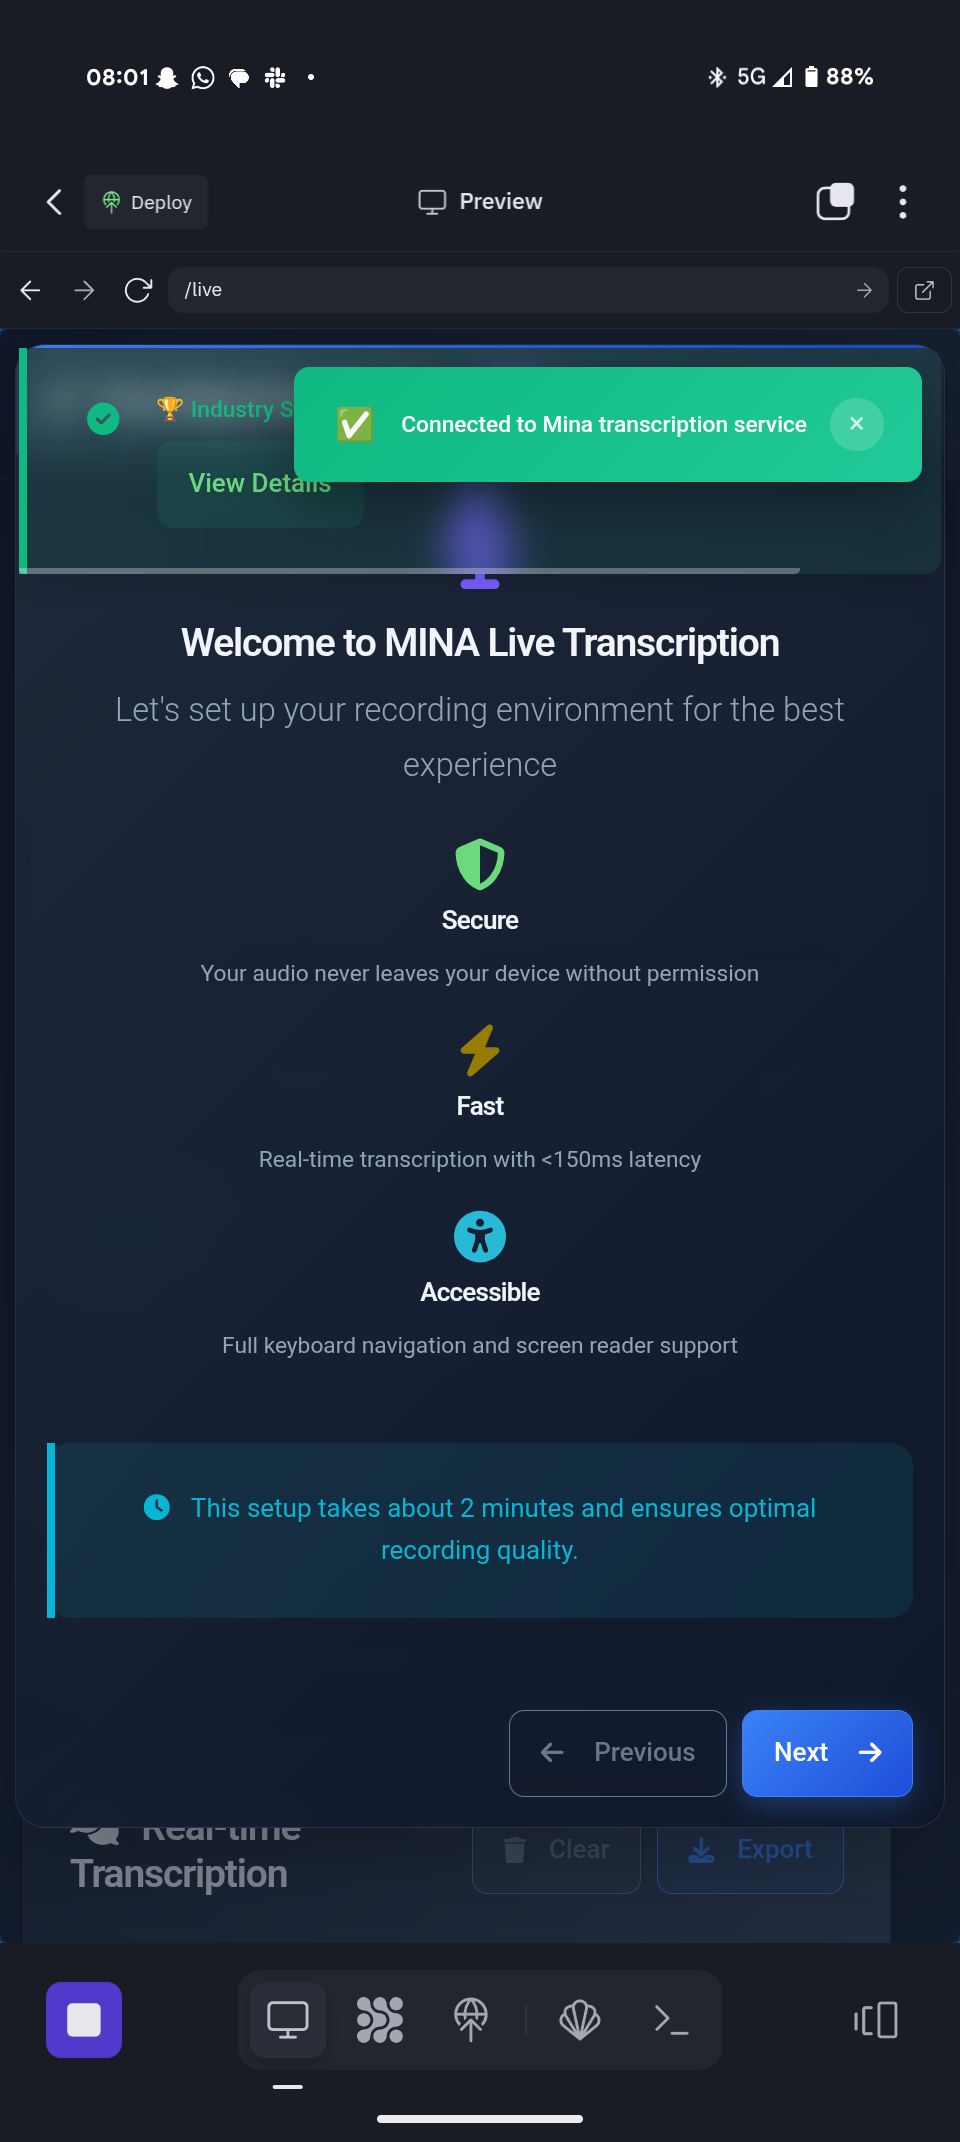 08:01
5G
88%
Deploy
Preview
/live
Industry S
Connected to Mina transcription service
View Details
Welcome to MINA Live Transcription
Let's set up your recording environment for the best
experience
Secure
Your audio never leaves your device without permission
Fast
Real-time transcription with <150ms latency
Accessible
Full keyboard navigation and screen reader support
This setup takes about 2 minutes and ensures optimal
recording quality.
Previous
Next
Real-time
Transcription
Clear
Export